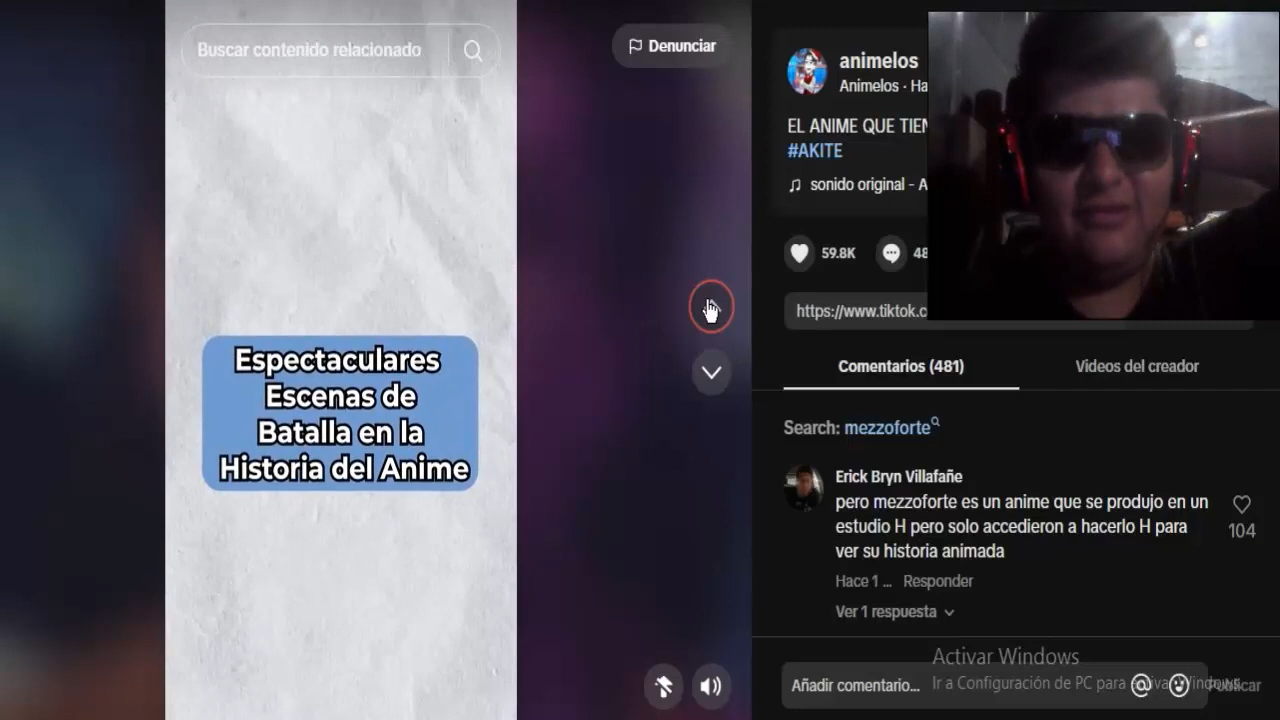 Buscar contenido relacionado
Denunciar
Espectaculares
Escenas de
Batalla en la
Historia del Anime
animelos
Animelos · Ha
EL ANIME QUE TIEN
#AKITE
sonido original - A
59.8K
48
https://www.tiktok.c
Comentarios (481)
Videos del creador
Search: mezzoforte
Erick Bryn Villafañe
pero mezzoforte es un anime que se produjo en un
estudio H pero solo accedieron a hacerlo H para
ver su historia animada
104
Hace 1 ... Responder
Ver 1 respuesta
Activar Windows
Añadir comentario...
Ir a Configuración de PC para activar Windows.
Publicar